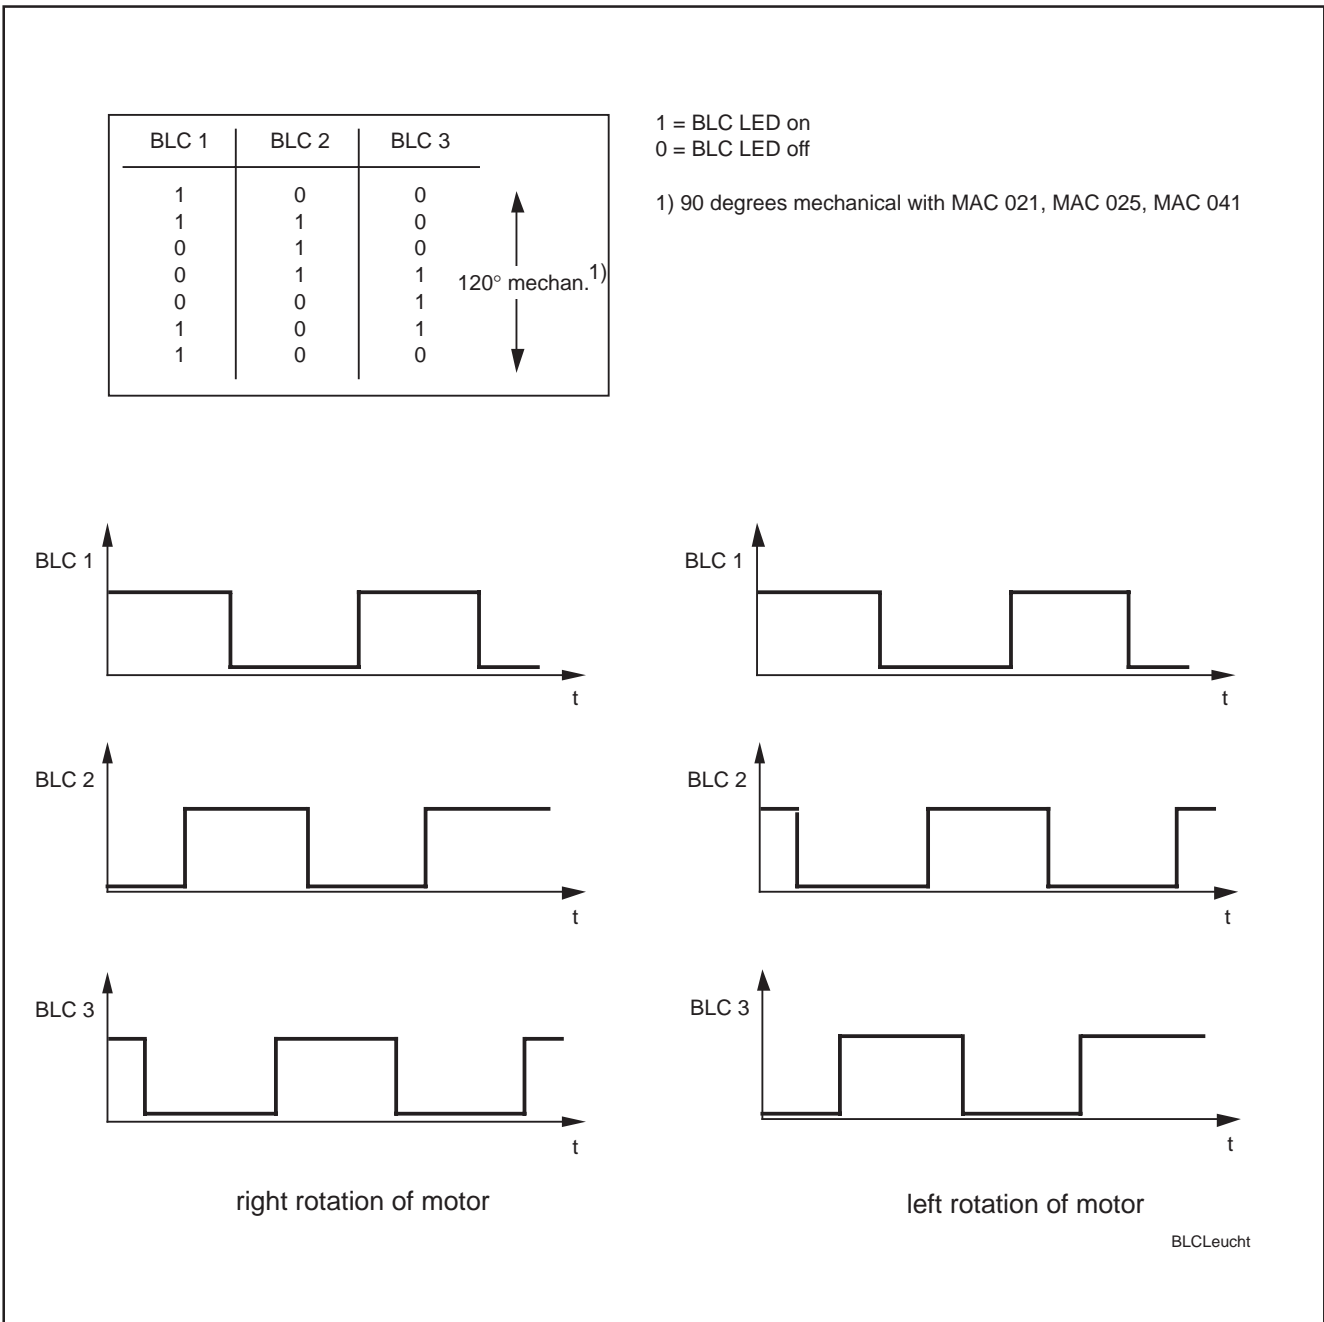 BLC 1 BLC 2 BLC 3
1 0 0
1 1 0
0 1 0
0 1 1
0 0 1
1 0 1
1 0 0
120° mechan.1)
1 = BLC LED on
0 = BLC LED off
1) 90 degrees mechanical with MAC 021, MAC 025, MAC 041
BLC 1
t
BLC 2
t
BLC 3
t
right rotation of motor
BLC 1
t
BLC 2
t
BLC 3
t
left rotation of motor
BLCLeucht